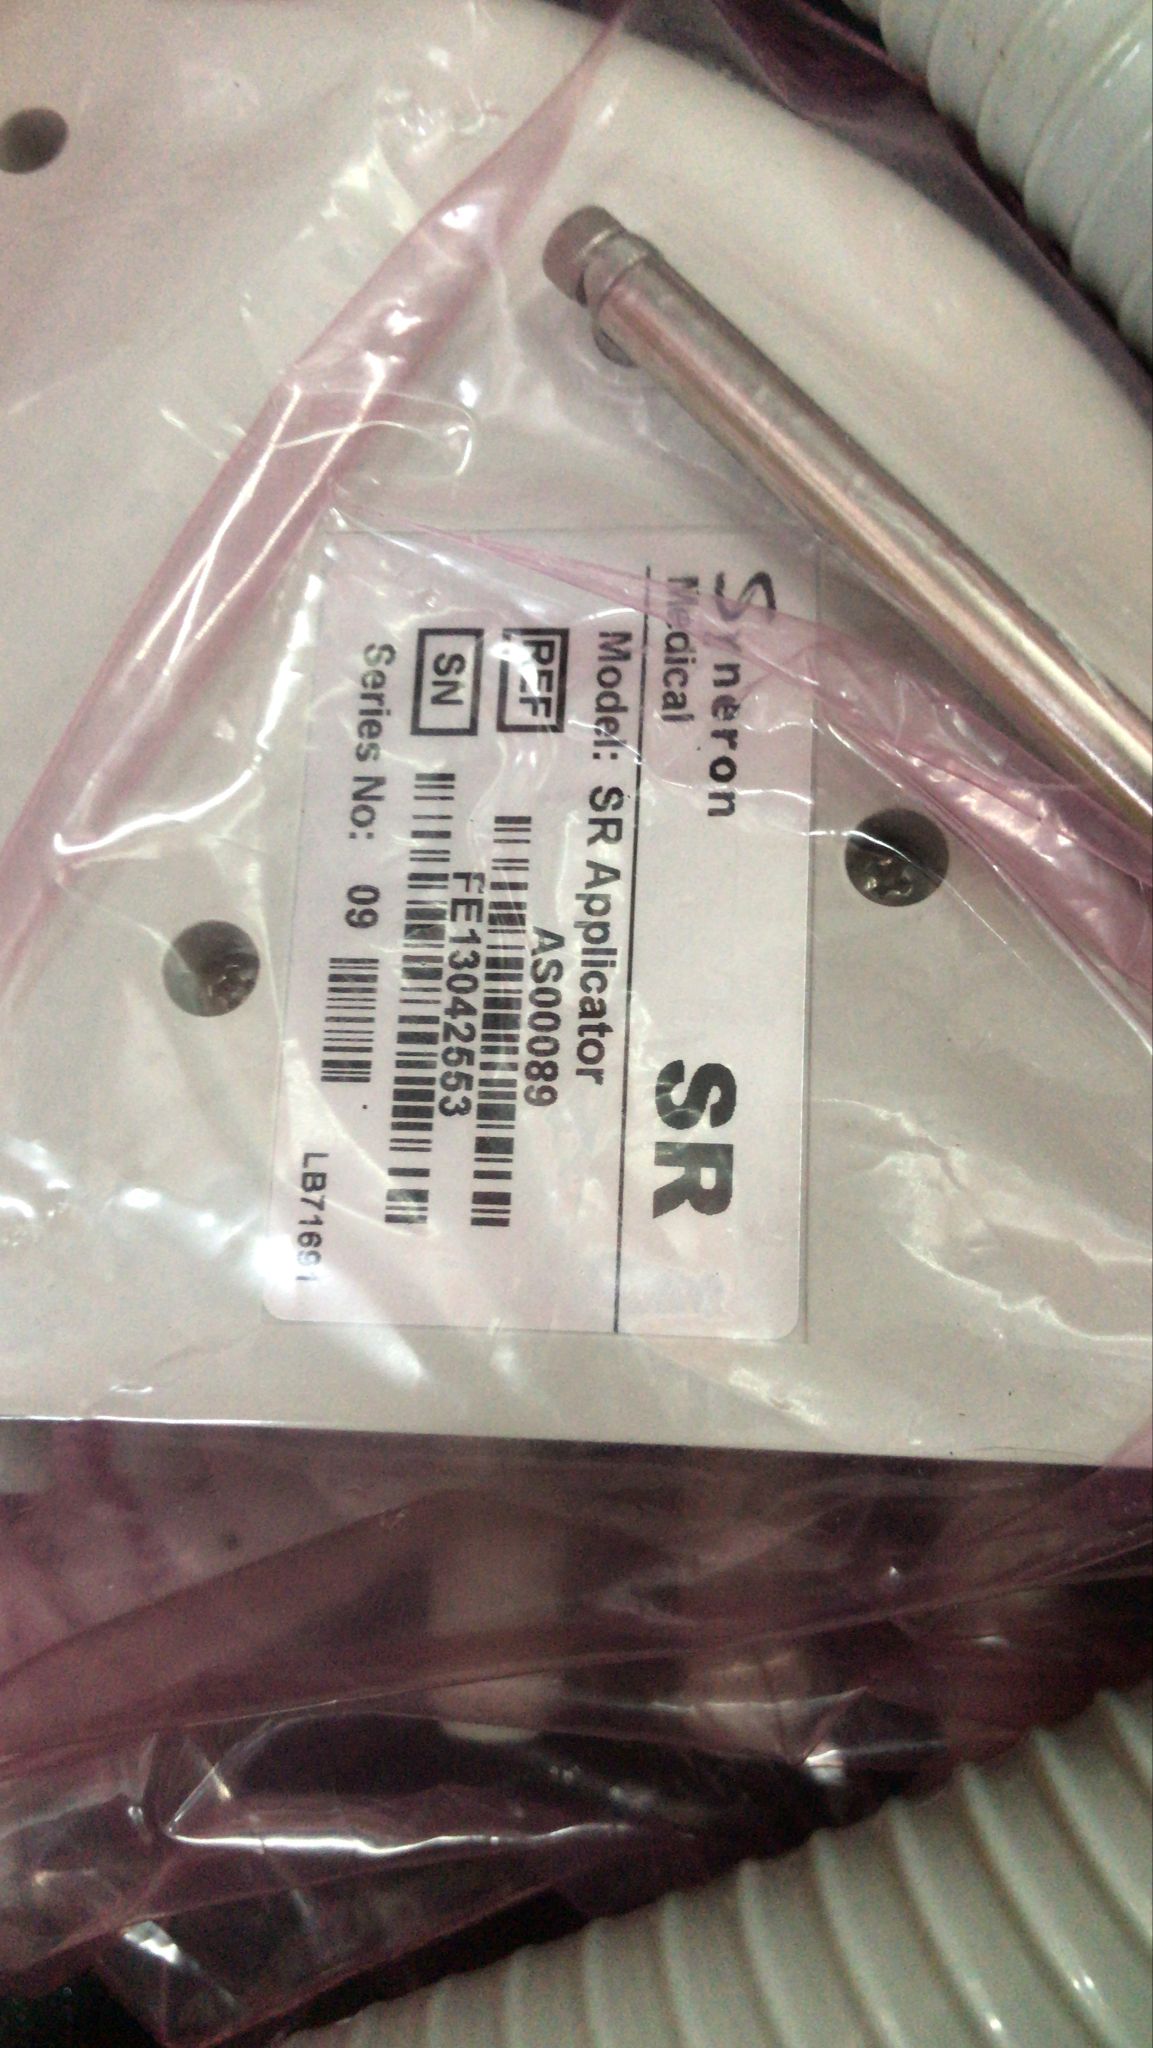 Syneron
Medical
SR
Model: SR Applicator
REF
AS00089
SN
FE13042553
Series No: 09
LB71691